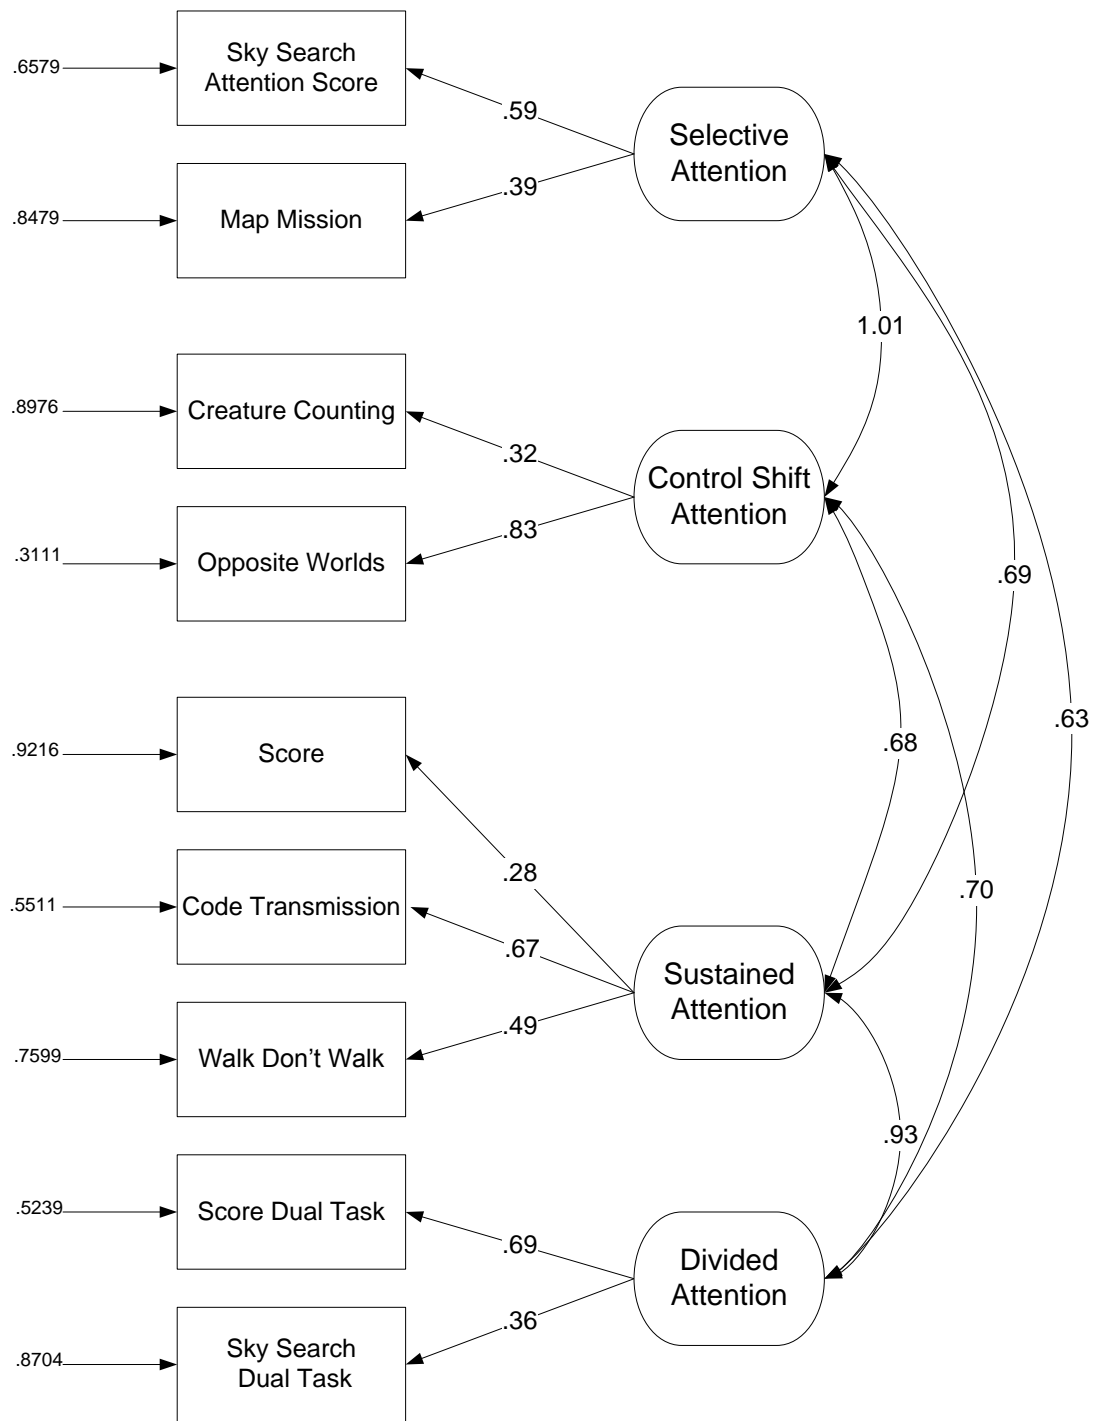 Sky Search
Attention Score
.6579
.59
Selective
Attention
.39
.8479
Map Mission
1.01
.8976
Creature Counting
.32
Control Shift
Attention
.83
.3111
Opposite Worlds
.69
.63
.68
.9216
Score
.28
.70
.5511
Code Transmission
.67
Sustained
Attention
.49
.7599
Walk Don't Walk
.93
.5239
Score Dual Task
.69
Divided
Attention
.36
.8704
Sky Search
Dual Task